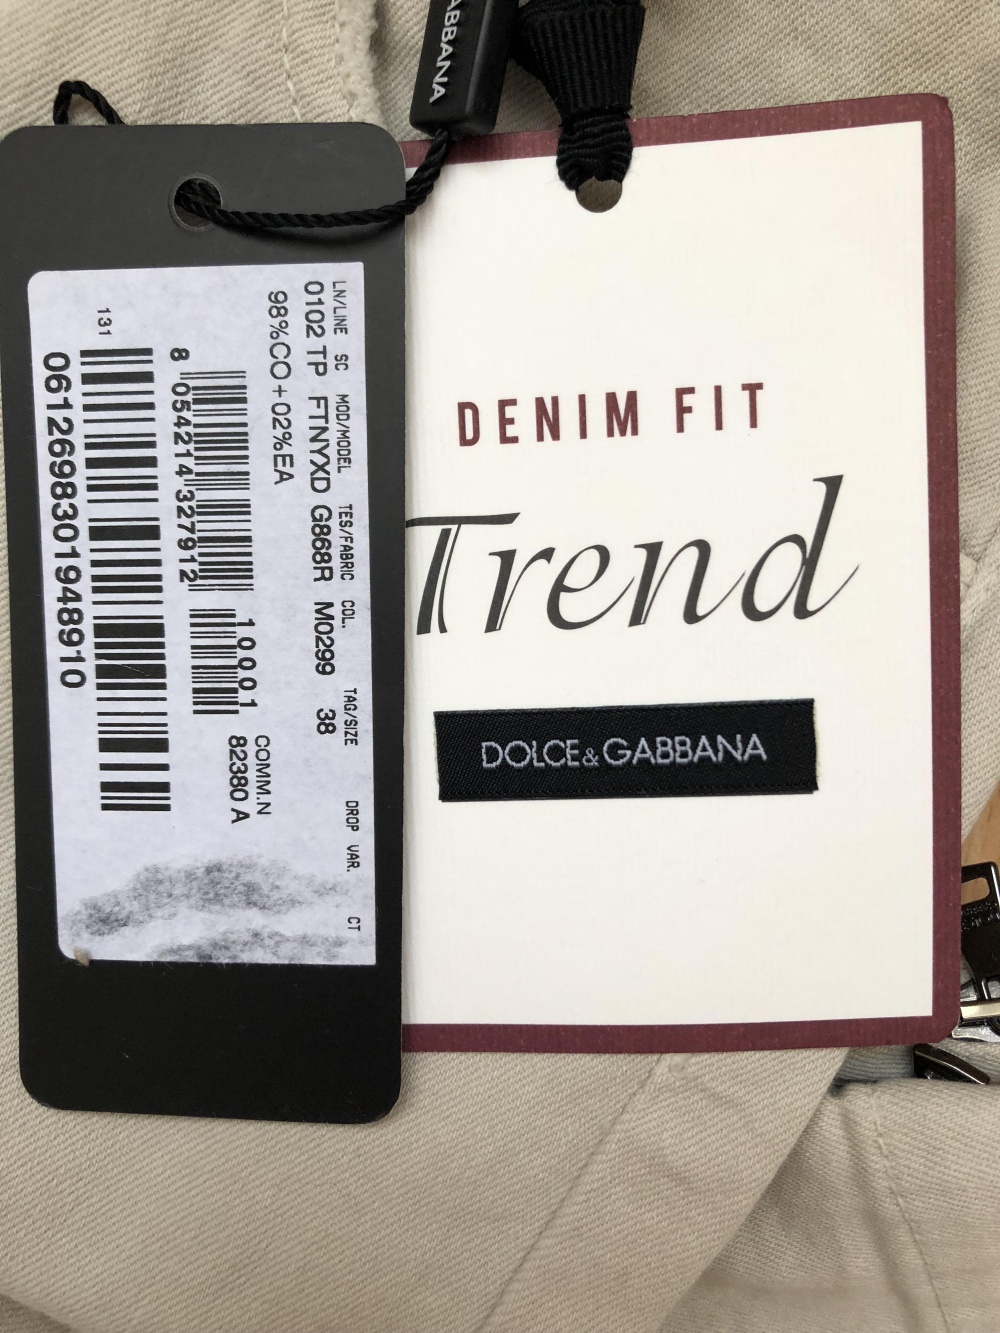 ABBANA
LN/LINE SC MOD/MODEL TES/FABRIC COL. TAG/SIZE DROP VAR. CT
0102 TP FTNYXD G868R M0299 38
98%CO+02%EA
COMM.N
82380 A
10001
8 054214 327912
131
0612698301948910
DENIM FIT
Trend
DOLCE&GABBANA